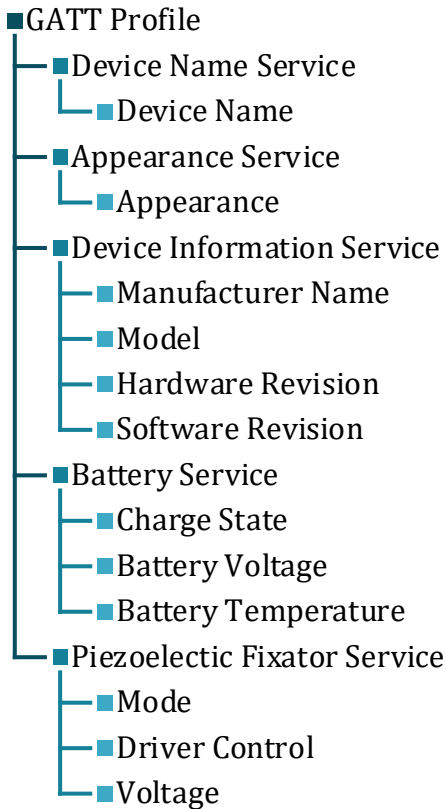 GATT Profile
Device Name Service
Device Name
Appearance Service
Appearance
Device Information Service
Manufacturer Name
Model
Hardware Revision
Software Revision
Battery Service
Charge State
Battery Voltage
Battery Temperature
Piezoelectic Fixator Service
Mode
Driver Control
Voltage